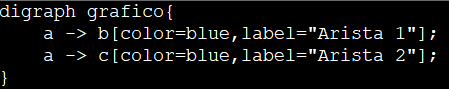 digraph grafico{
    a -> b[color=blue,label="Arista 1"];
    a -> c[color=blue,label="Arista 2"];
}